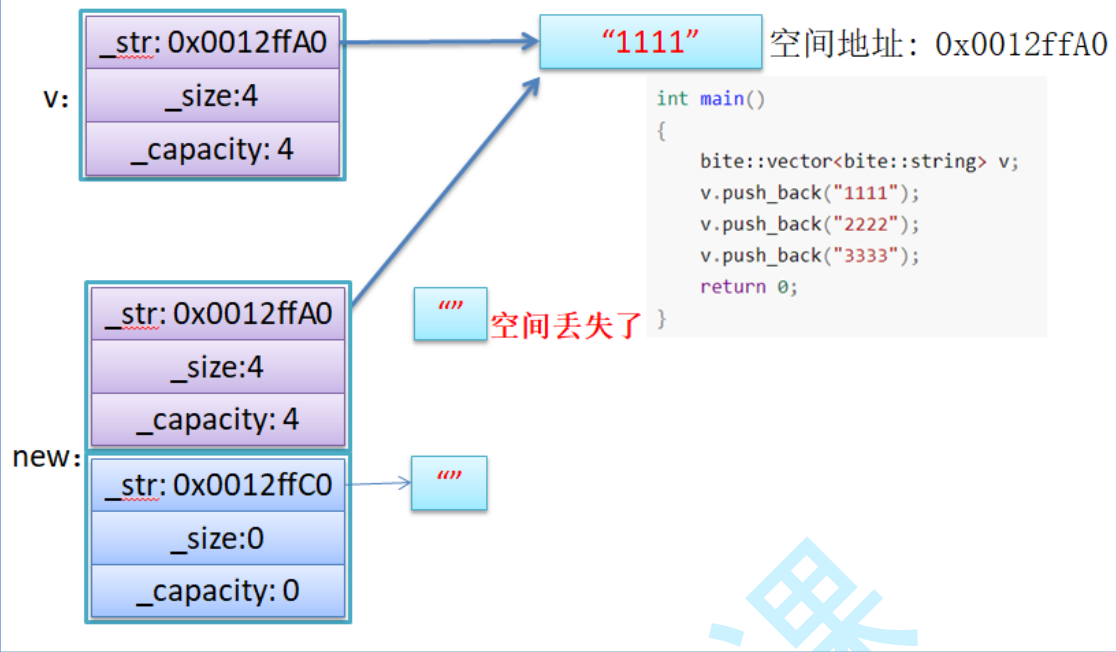 _str: 0x0012ffA0
v:
_size:4
_capacity: 4
“1111”
空间地址: 0x0012ffA0
int main()
{
bite::vector<bite::string> v;
v.push_back("1111");
v.push_back("2222");
v.push_back("3333");
return 0;
}
_str: 0x0012ffA0
_size:4
_capacity: 4
“”
空间丢失了
new:
_str: 0x0012ffC0
_size:0
_capacity: 0
“”